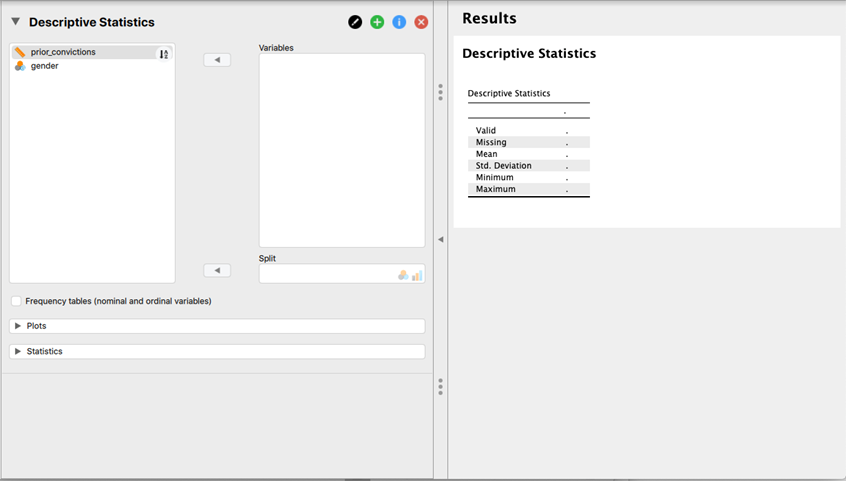 Descriptive Statistics
prior_convictions
gender
Variables
Split
Frequency tables (nominal and ordinal variables)
Plots
Statistics
Results
Descriptive Statistics
Descriptive Statistics
.
Valid .
Missing .
Mean .
Std. Deviation .
Minimum .
Maximum .